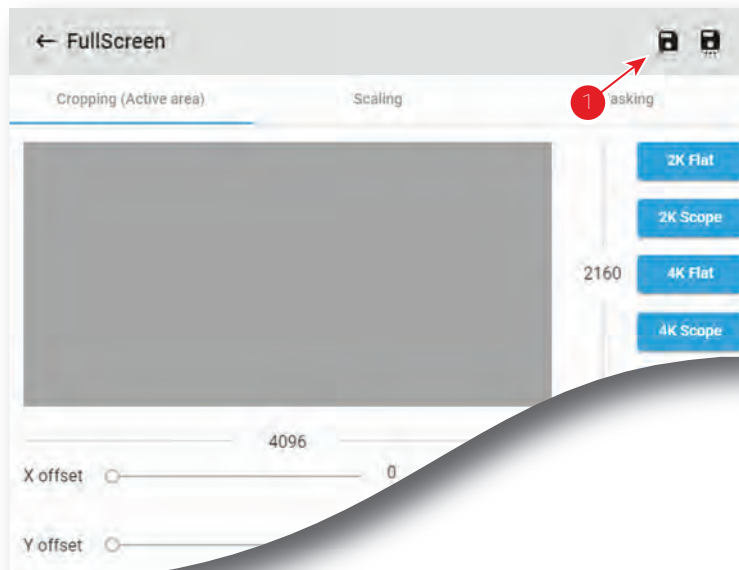 ← FullScreen
Cropping (Active area) Scaling asking
1
2K Flat
2K Scope
2160 4K Flat
4K Scope
4096
X offset 0
Y offset